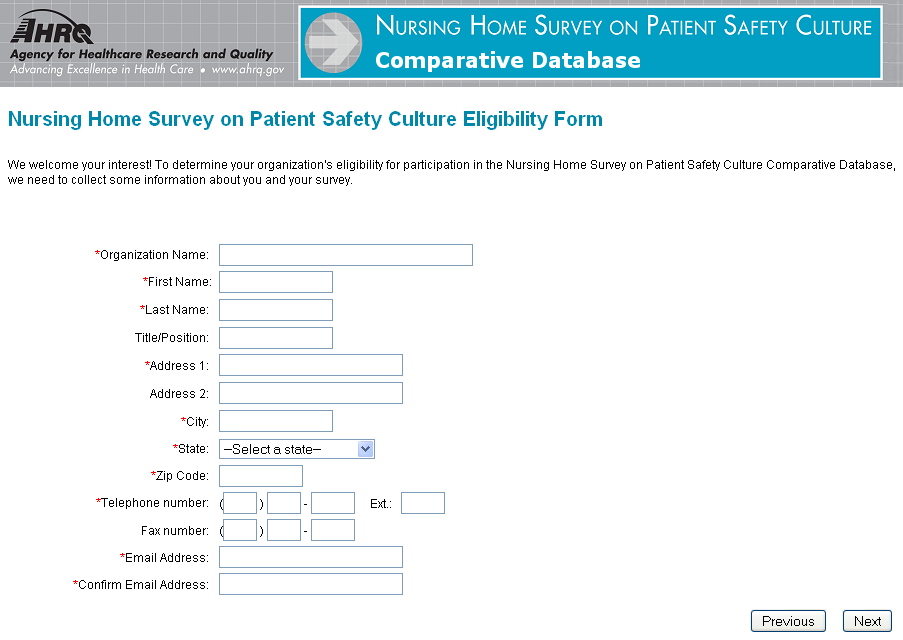 AHRQ
Agency for Healthcare Research and Quality
Advancing Excellence in Health Care • www.ahrq.gov
NURSING HOME SURVEY ON PATIENT SAFETY CULTURE
Comparative Database
Nursing Home Survey on Patient Safety Culture Eligibility Form
We welcome your interest! To determine your organization's eligibility for participation in the Nursing Home Survey on Patient Safety Culture Comparative Database,
we need to collect some information about you and your survey.
*Organization Name:
*First Name:
*Last Name:
Title/Position:
*Address 1:
Address 2:
*City:
*State: --Select a state--
*Zip Code:
*Telephone number: ( ) - Ext.:
Fax number: ( ) -
*Email Address:
*Confirm Email Address:
Previous Next